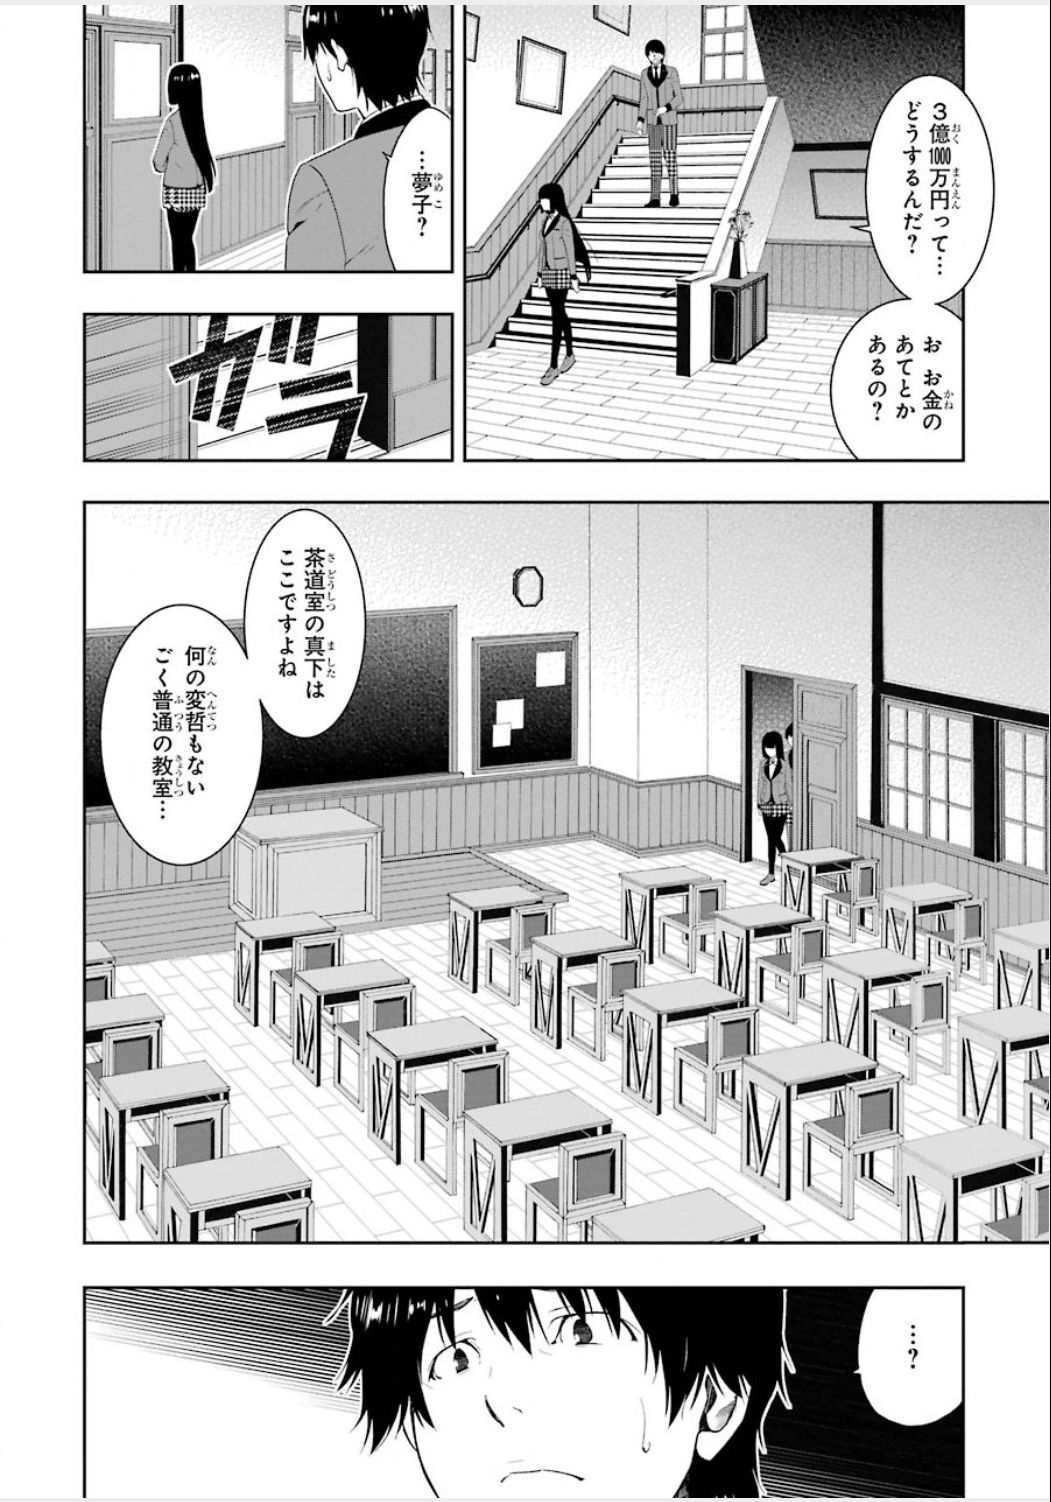 ３億1000万円って…
どうするんだ？
お お金の
あてとか
あるの？
…夢子？
ガラッ
茶道室の真下は
ここですよね
何の変哲もない
ごく普通の教室…
…？